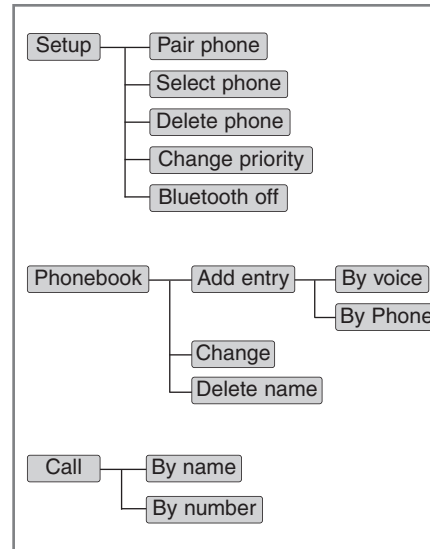 Setup
Pair phone
Select phone
Delete phone
Change priority
Bluetooth off
Phonebook
Add entry
By voice
By Phone
Change
Delete name
Call
By name
By number